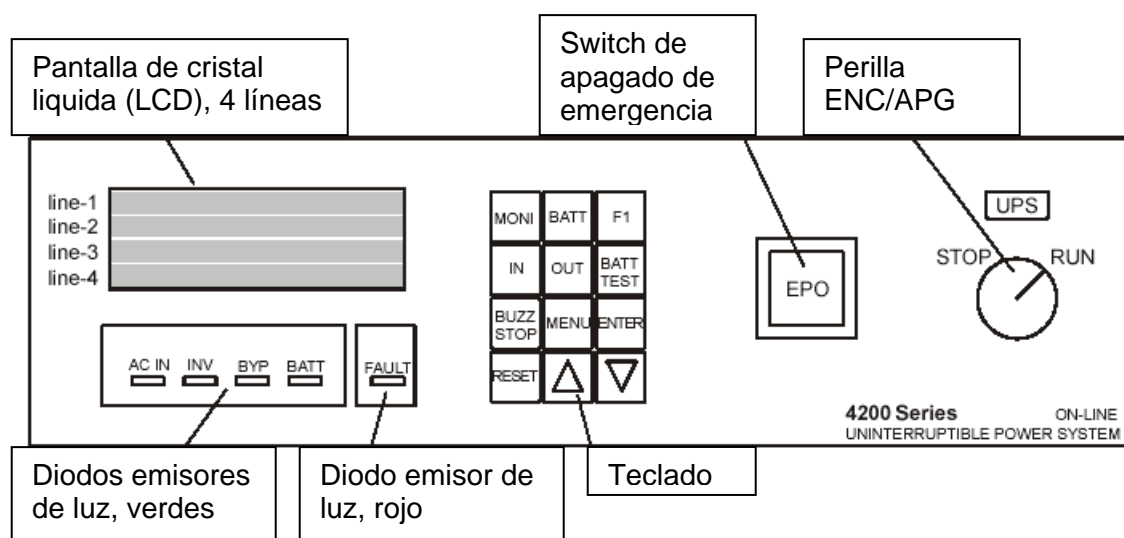 Pantalla de cristal
liquida (LCD), 4 líneas
Switch de
apagado de
emergencia
Perilla
ENC/APG
line-1
line-2
line-3
line-4
MONI BATT F1
IN OUT BATT TEST
BUZZ STOP MENU ENTER
RESET
EPO
UPS
STOP RUN
AC IN INV BYP BATT
FAULT
4200 Series ON-LINE
UNINTERRUPTIBLE POWER SYSTEM
Diodos emisores
de luz, verdes
Diodo emisor de
luz, rojo
Teclado